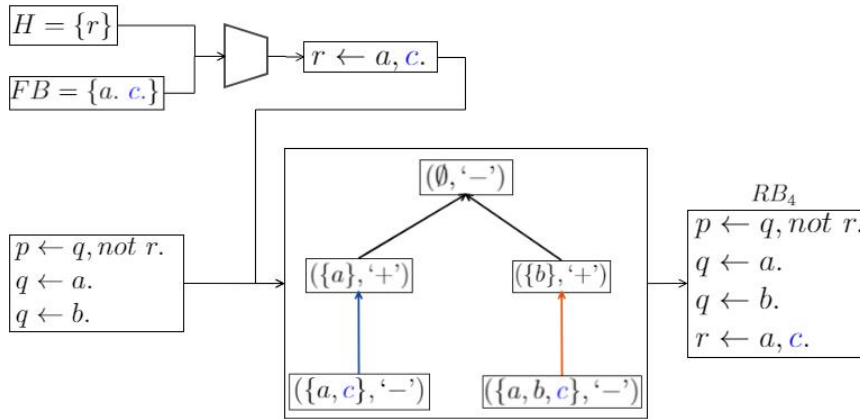 H = {r}
FB = {a. c.}
r ← a, c.
p ← q, not r.
q ← a.
q ← b.
(∅, ‘−’)
({a}, ‘+’)
({b}, ‘+’)
({a, c}, ‘−’)
({a, b, c}, ‘−’)
RB₄
p ← q, not r.
q ← a.
q ← b.
r ← a, c.